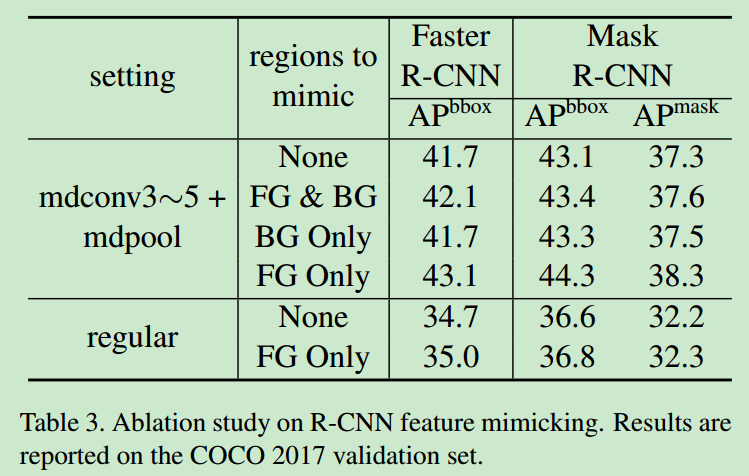 setting regions to mimic Faster R-CNN Mask R-CNN
AP^bbox AP^bbox AP^mask
mdconv3~5 + mdpool None 41.7 43.1 37.3
FG & BG 42.1 43.4 37.6
BG Only 41.7 43.3 37.5
FG Only 43.1 44.3 38.3
regular None 34.7 36.6 32.2
FG Only 35.0 36.8 32.3
Table 3. Ablation study on R-CNN feature mimicking. Results are
reported on the COCO 2017 validation set.